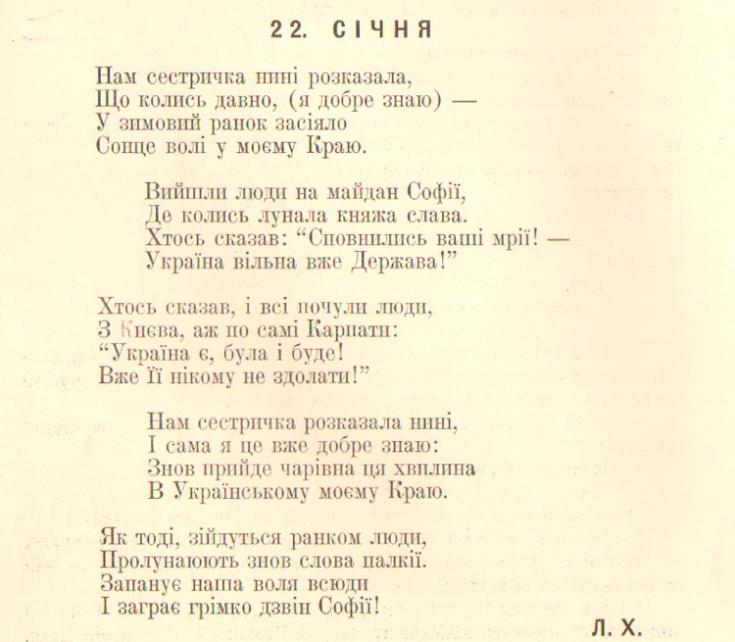 22. СІЧНЯ
Нам сестричка нині розказала,
Що колись давно, (я добре знаю) —
У зимовий ранок засіяло
Сонце волі у моєму Краю.
Вийшли люди на майдан Софії,
Де колись лунала княжа слава.
Хтось сказав: “Сповнились ваші мрії! —
Україна вільна вже Держава!”
Хтось сказав, і всі почули люди,
З Києва, аж по самі Карпати:
“Україна є, була і буде!
Вже Її нікому не здолати!”
Нам сестричка розказала нині,
І сама я це вже добре знаю:
Знов прийде чарівна ця хвилина
В Українському моєму Краю.
Як тоді, зійдуться ранком люди,
Пролунаюють знов слова палкії.
Запанує наша воля всюди
І заграє грімко дзвін Софії!
Л. Х.